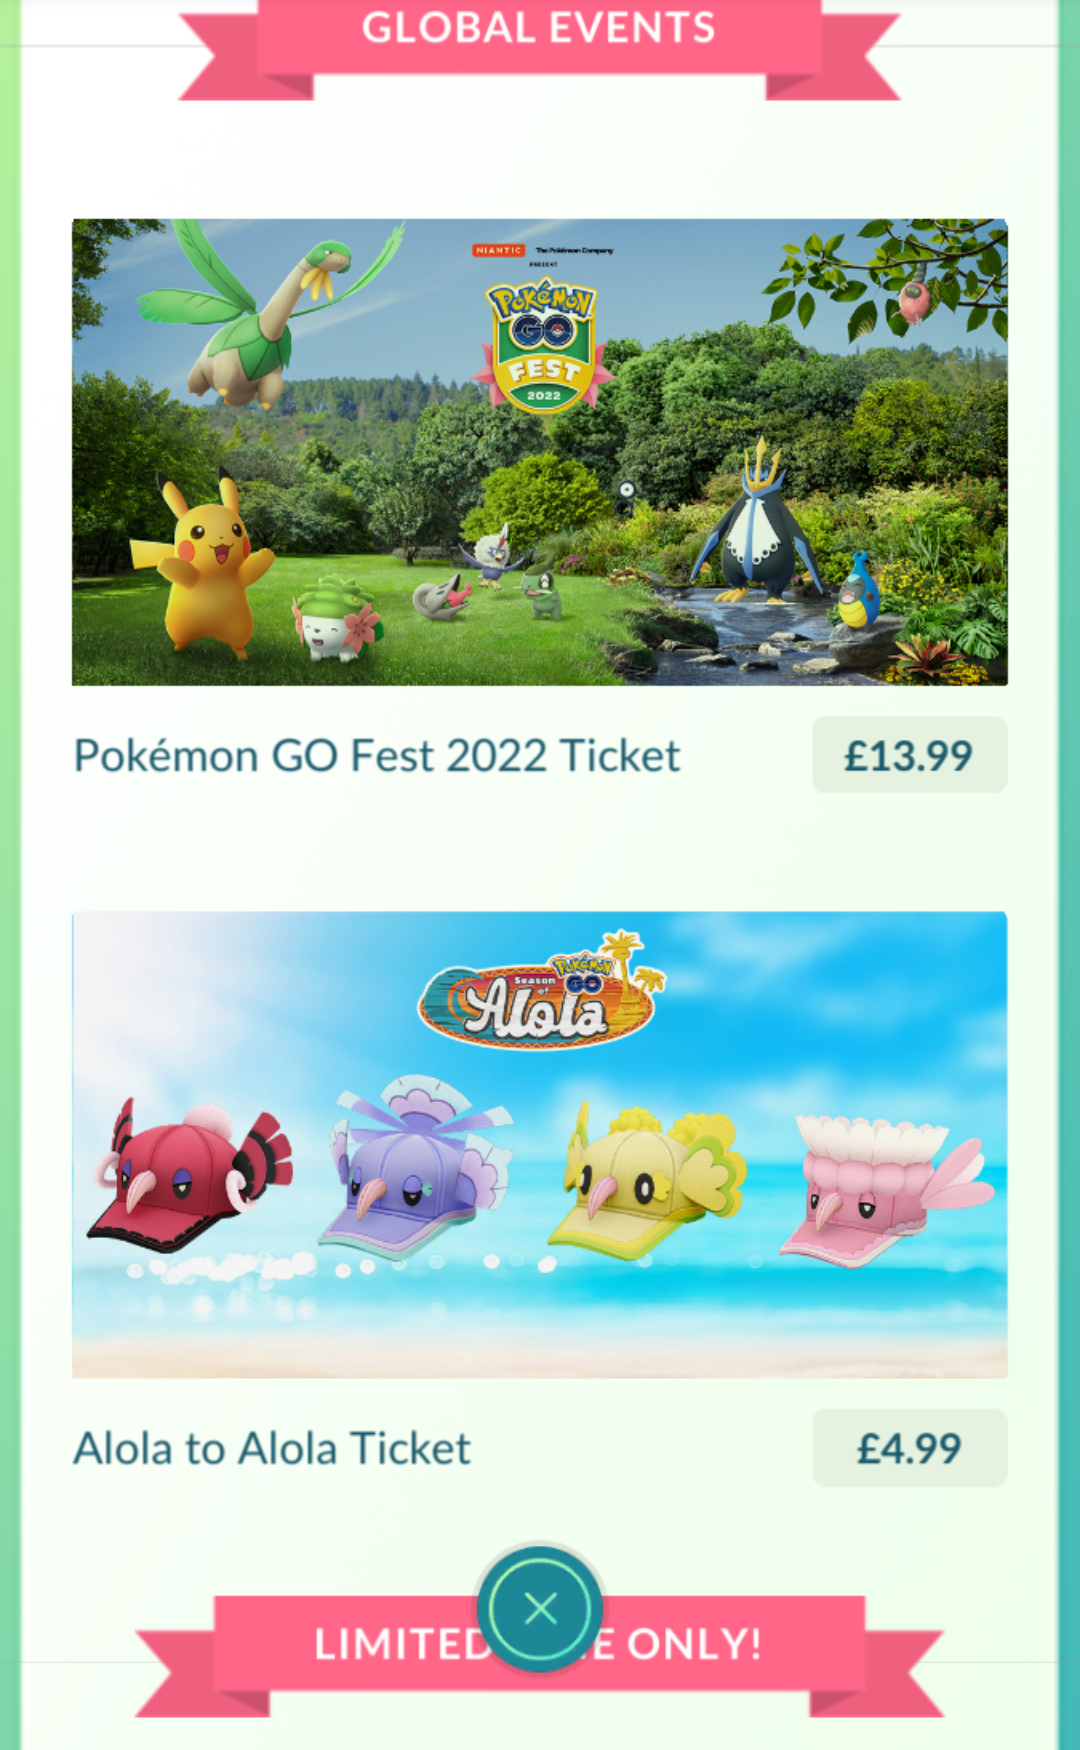 GLOBAL EVENTS
NIANTIC The Pokémon Company
PRESENT
POKÉMON
GO
FEST
2022
Pokémon GO Fest 2022 Ticket
£13.99
POKÉMON
GO
Season
of
Alola
Alola to Alola Ticket
£4.99
LIMITED E ONLY!